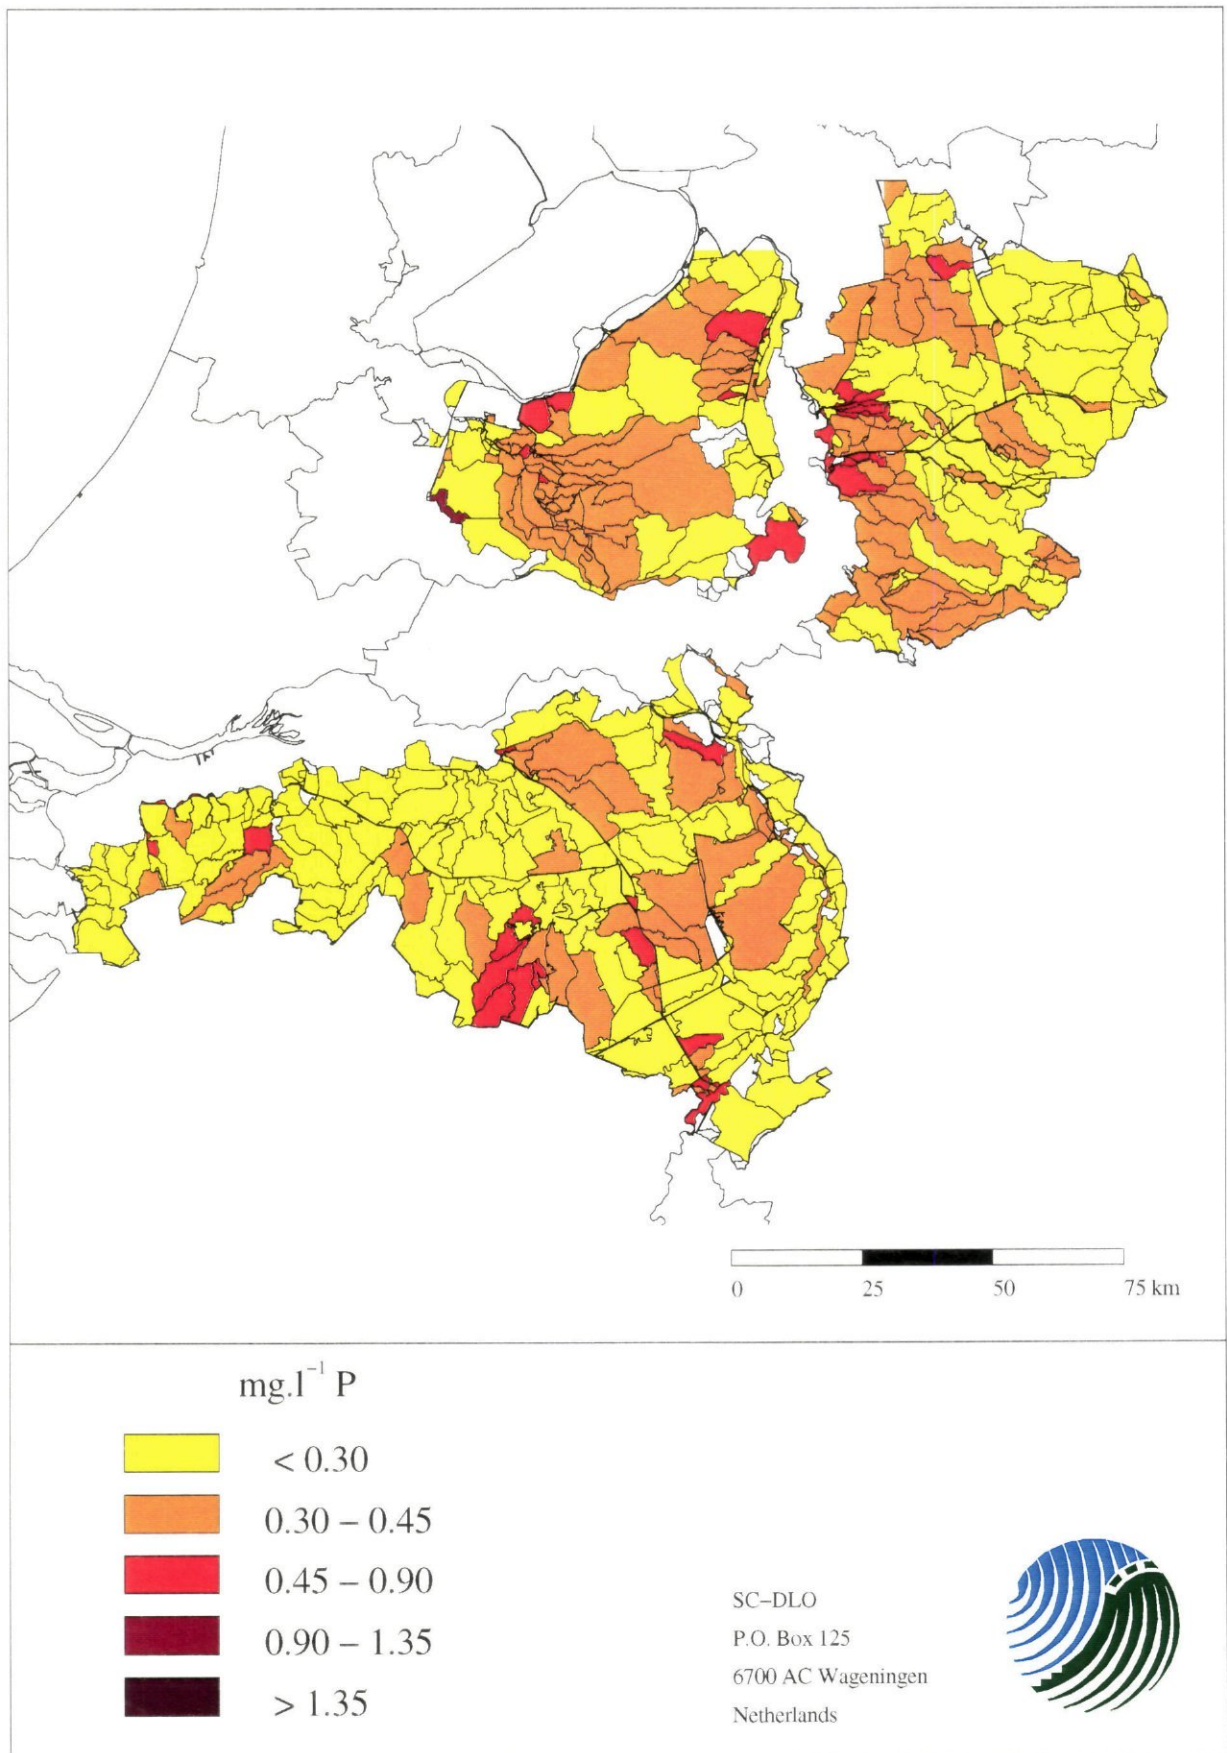 0 25 50 75 km
mg.l⁻¹ P
< 0.30
0.30 – 0.45
0.45 – 0.90
0.90 – 1.35
> 1.35
SC–DLO
P.O. Box 125
6700 AC Wageningen
Netherlands